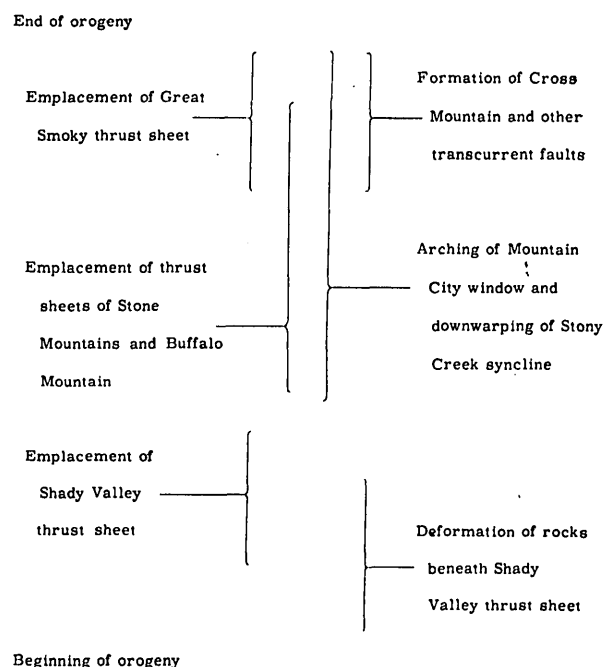 End of orogeny
Emplacement of Great
Smoky thrust sheet
Formation of Cross
Mountain and other
transcurrent faults
Emplacement of thrust
sheets of Stone
Mountains and Buffalo
Mountain
Arching of Mountain
City window and
downwarping of Stony
Creek syncline
Emplacement of
Shady Valley
thrust sheet
Deformation of rocks
beneath Shady
Valley thrust sheet
Beginning of orogeny